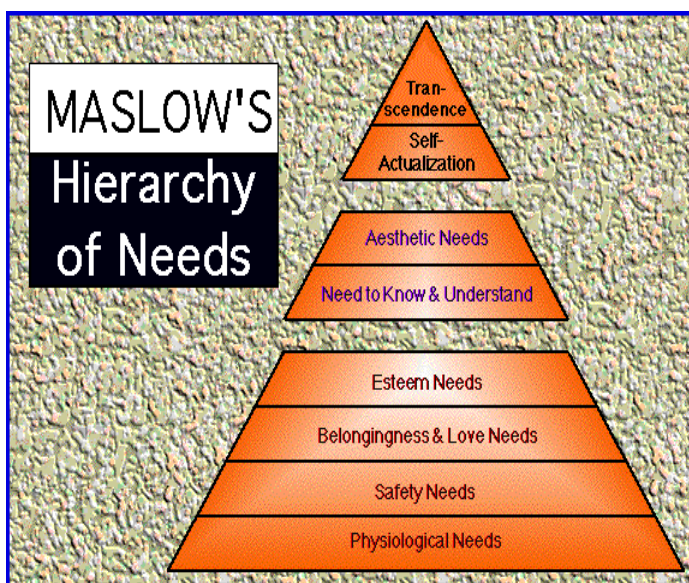 MASLOW'S
Hierarchy
of Needs
Tran-
scendence
Self-
Actualization
Aesthetic Needs
Need to Know & Understand
Esteem Needs
Belongingness & Love Needs
Safety Needs
Physiological Needs